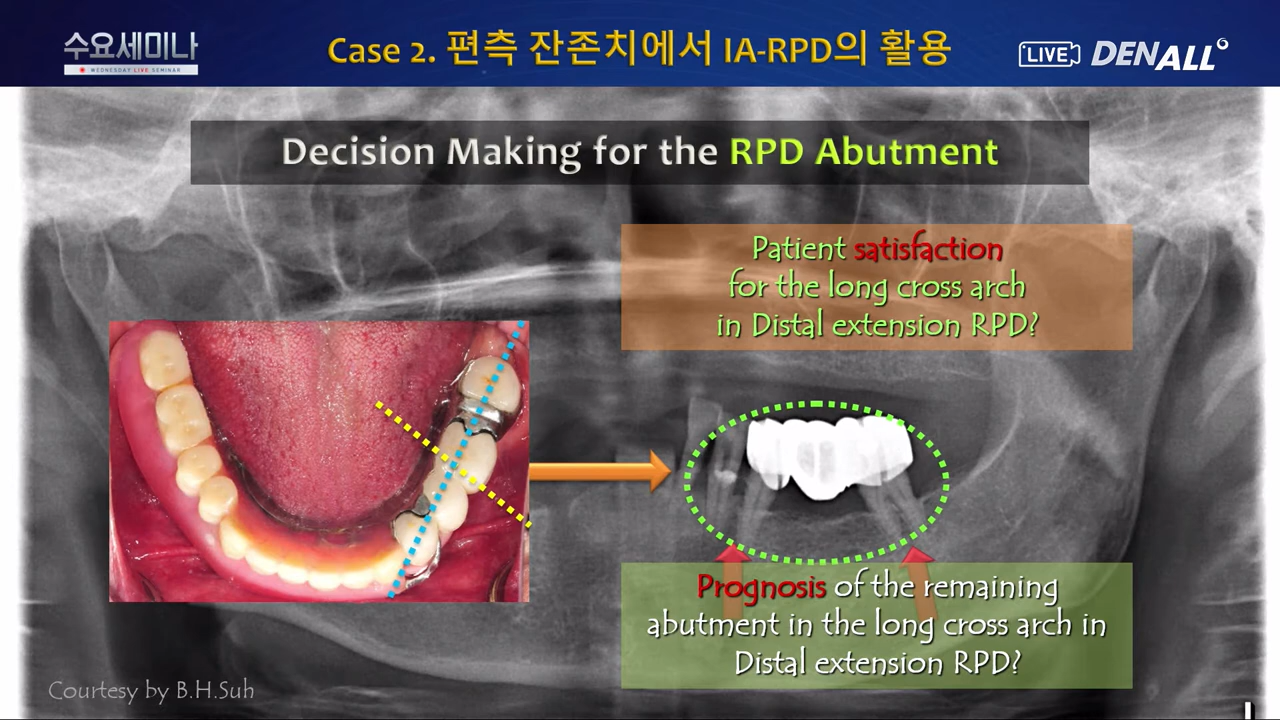 수요세미나
WEDNESDAY LIVE SEMINAR
Case 2. 편측 잔존치에서 IA-RPD의 활용
LIVE
DENALL
Decision Making for the RPD Abutment
Patient satisfaction
for the long cross arch
in Distal extension RPD?
Prognosis of the remaining
abutment in the long cross arch in
Distal extension RPD?
Courtesy by B.H.Suh